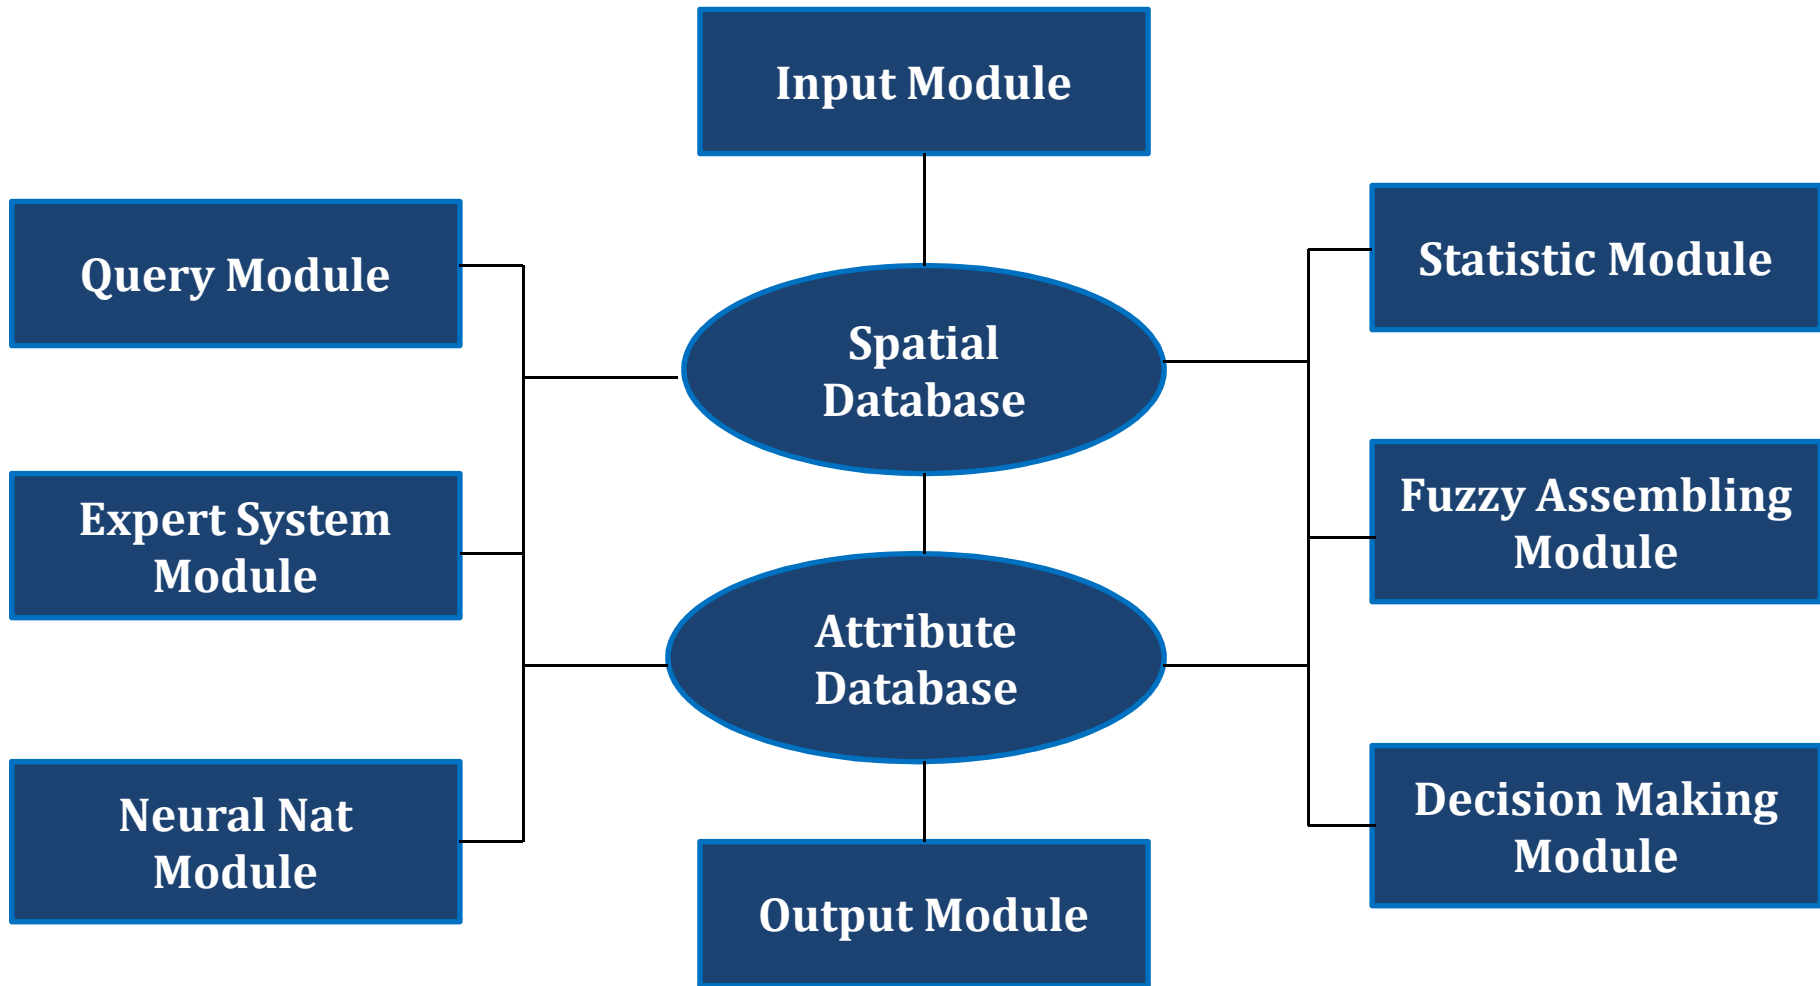 Input Module
Query Module
Statistic Module
Spatial
Database
Expert System
Module
Fuzzy Assembling
Module
Attribute
Database
Neural Nat
Module
Decision Making
Module
Output Module